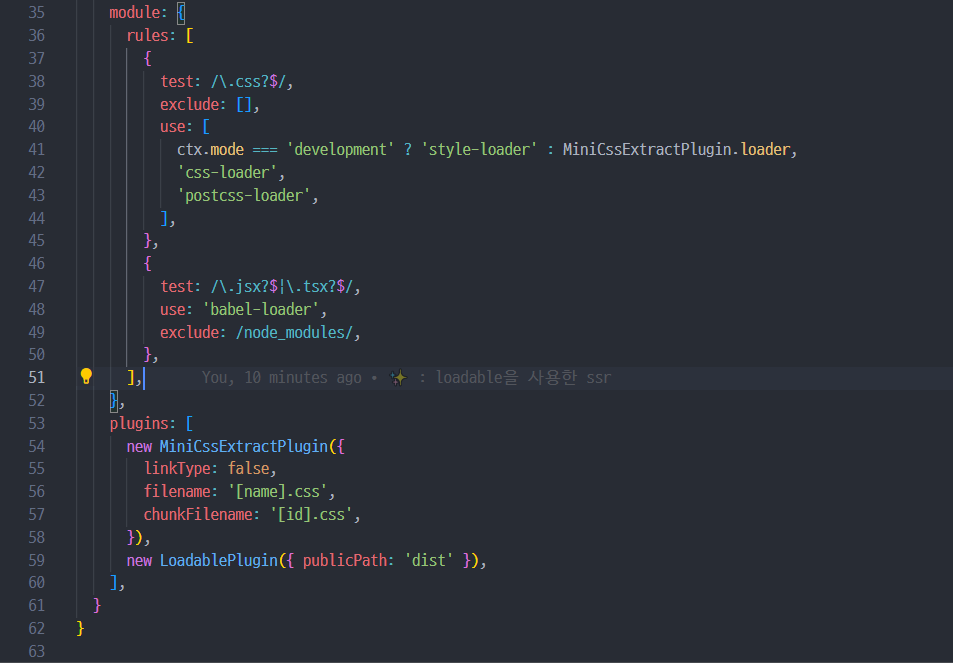 35 module: {
36 rules: [
37 {
38 test: /\.css?$/,
39 exclude: [],
40 use: [
41 ctx.mode === 'development' ? 'style-loader' : MiniCssExtractPlugin.loader,
42 'css-loader',
43 'postcss-loader',
44 ],
45 },
46 {
47 test: /\.jsx?$|\.tsx?$/,
48 use: 'babel-loader',
49 exclude: /node_modules/,
50 },
51 ], You, 10 minutes ago • ✨ : loadable을 사용한 ssr
52 },
53 plugins: [
54 new MiniCssExtractPlugin({
55 linkType: false,
56 filename: '[name].css',
57 chunkFilename: '[id].css',
58 }),
59 new LoadablePlugin({ publicPath: 'dist' }),
60 ],
61 }
62 }
63